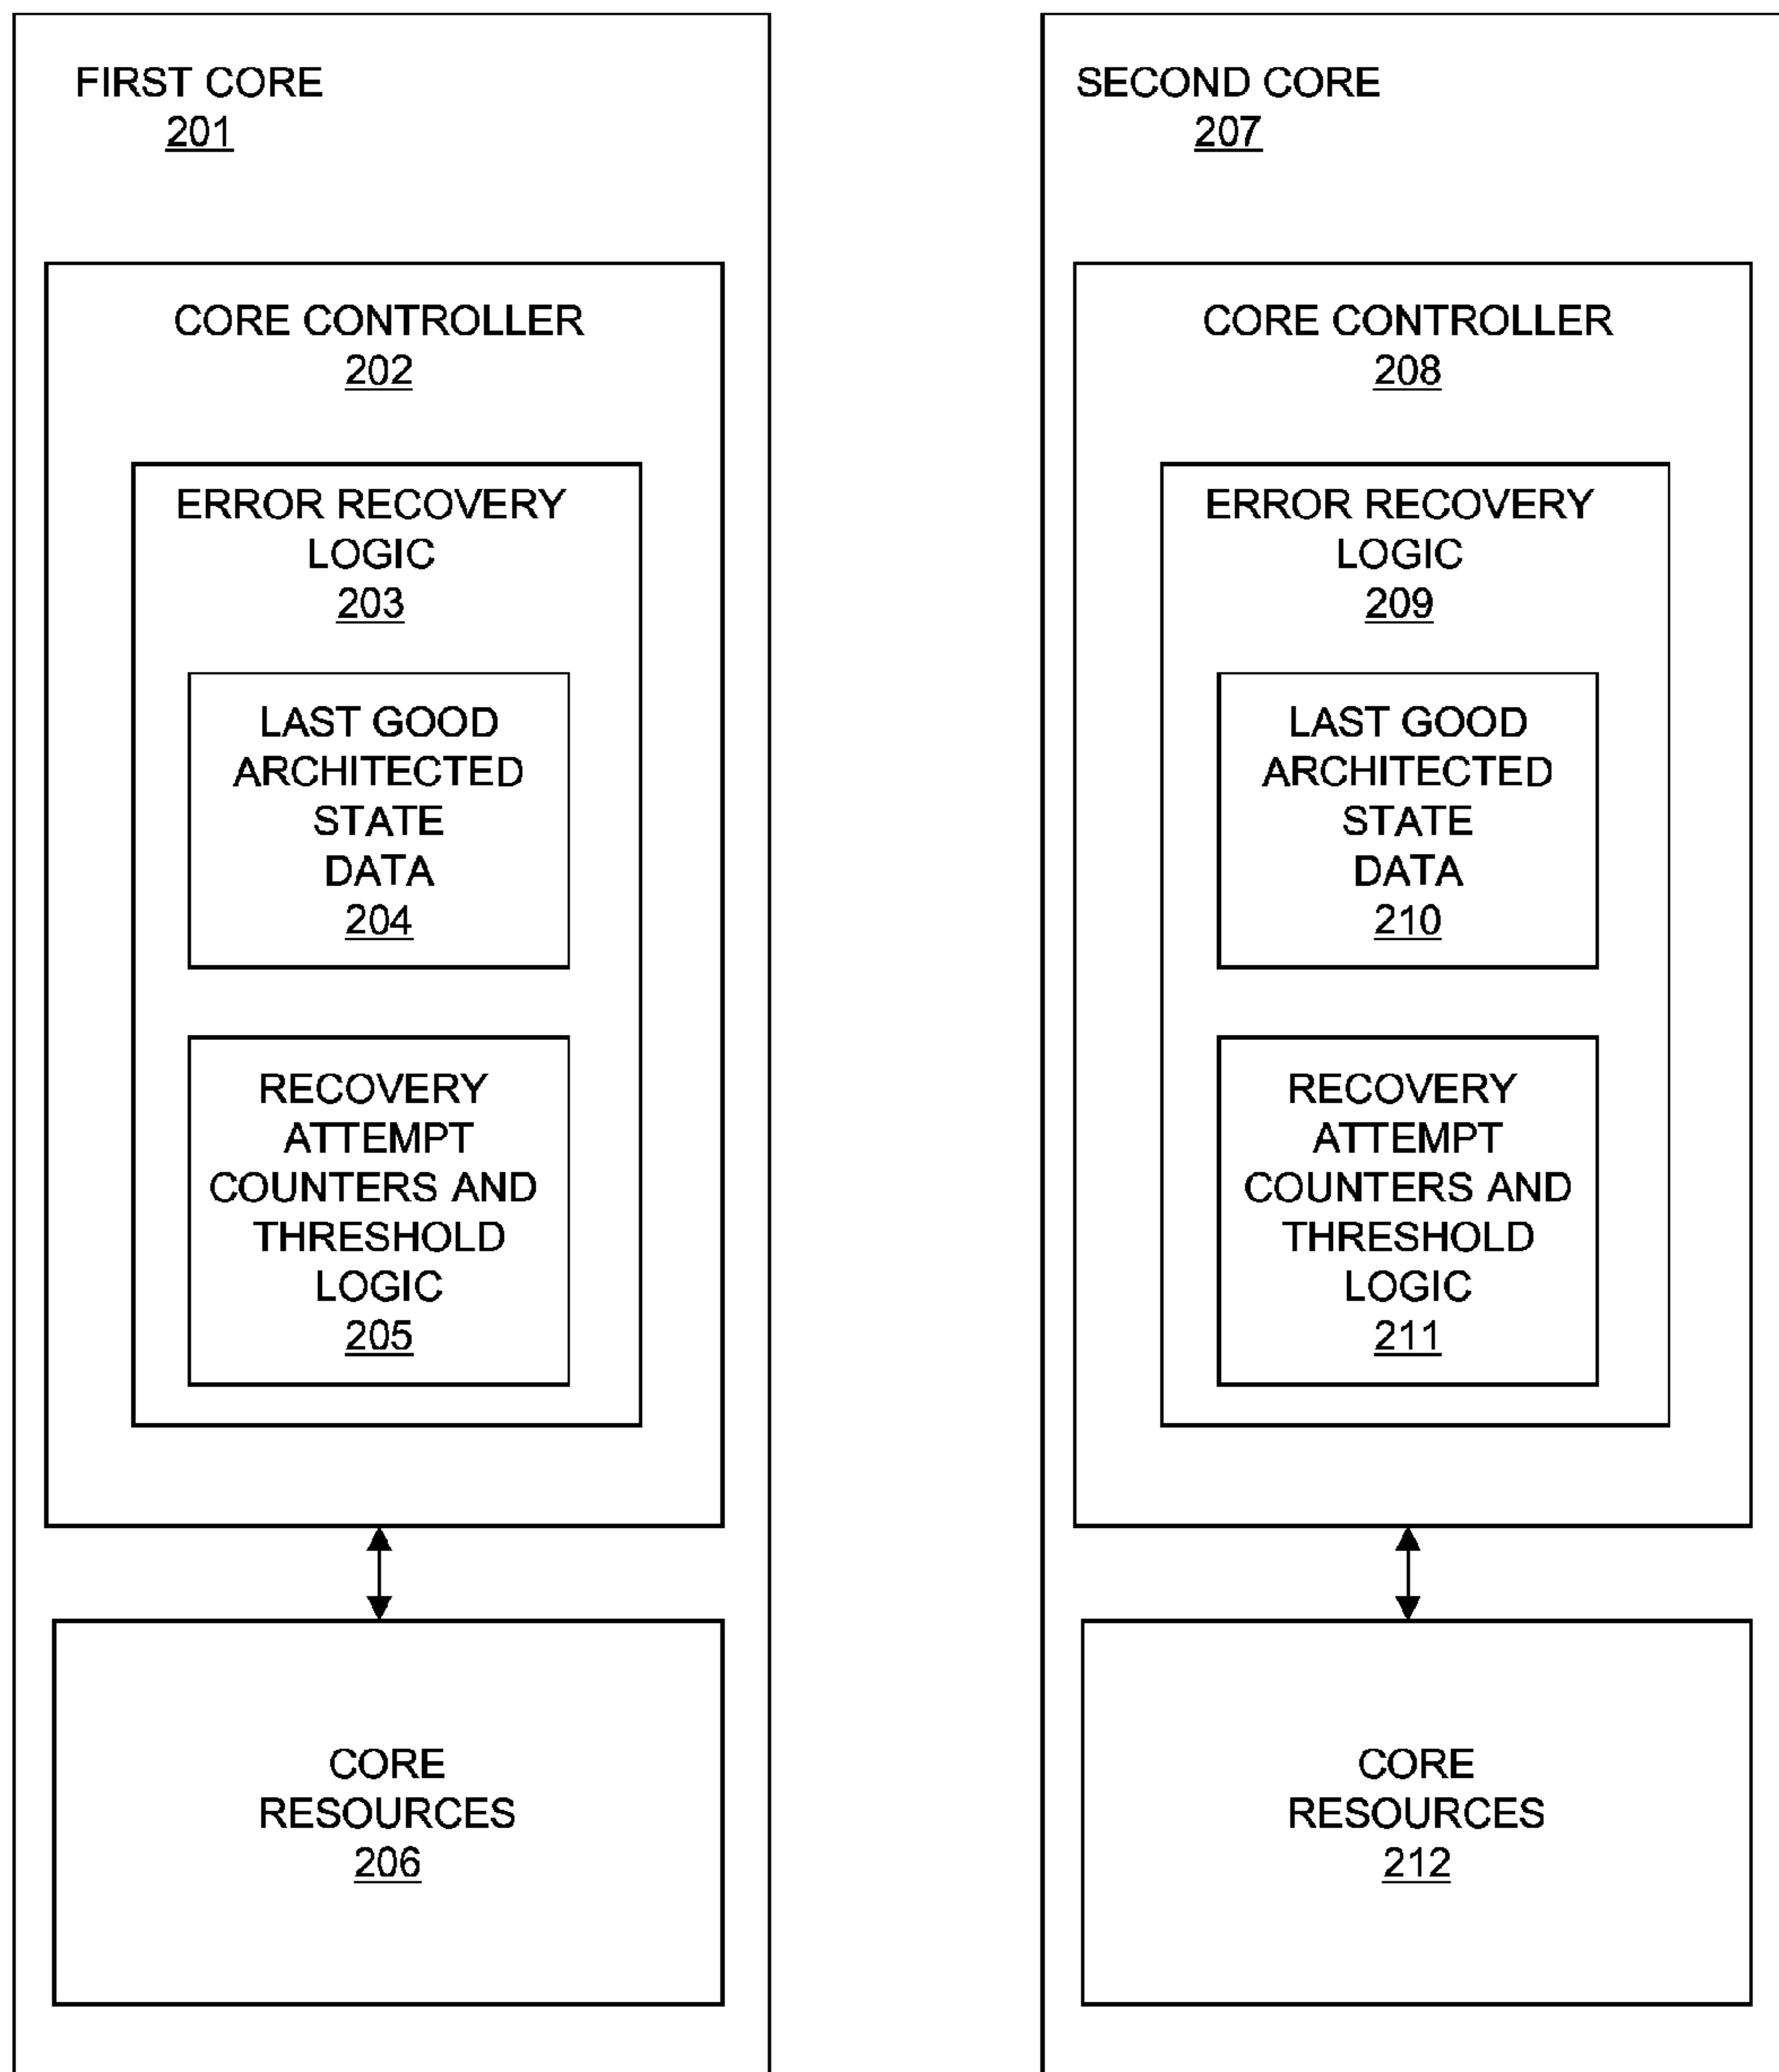 FIRST CORE
201
CORE CONTROLLER
202
ERROR RECOVERY
LOGIC
203
LAST GOOD
ARCHITECTED
STATE
DATA
204
RECOVERY
ATTEMPT
COUNTERS AND
THRESHOLD
LOGIC
205
CORE
RESOURCES
206
SECOND CORE
207
CORE CONTROLLER
208
ERROR RECOVERY
LOGIC
209
LAST GOOD
ARCHITECTED
STATE
DATA
210
RECOVERY
ATTEMPT
COUNTERS AND
THRESHOLD
LOGIC
211
CORE
RESOURCES
212